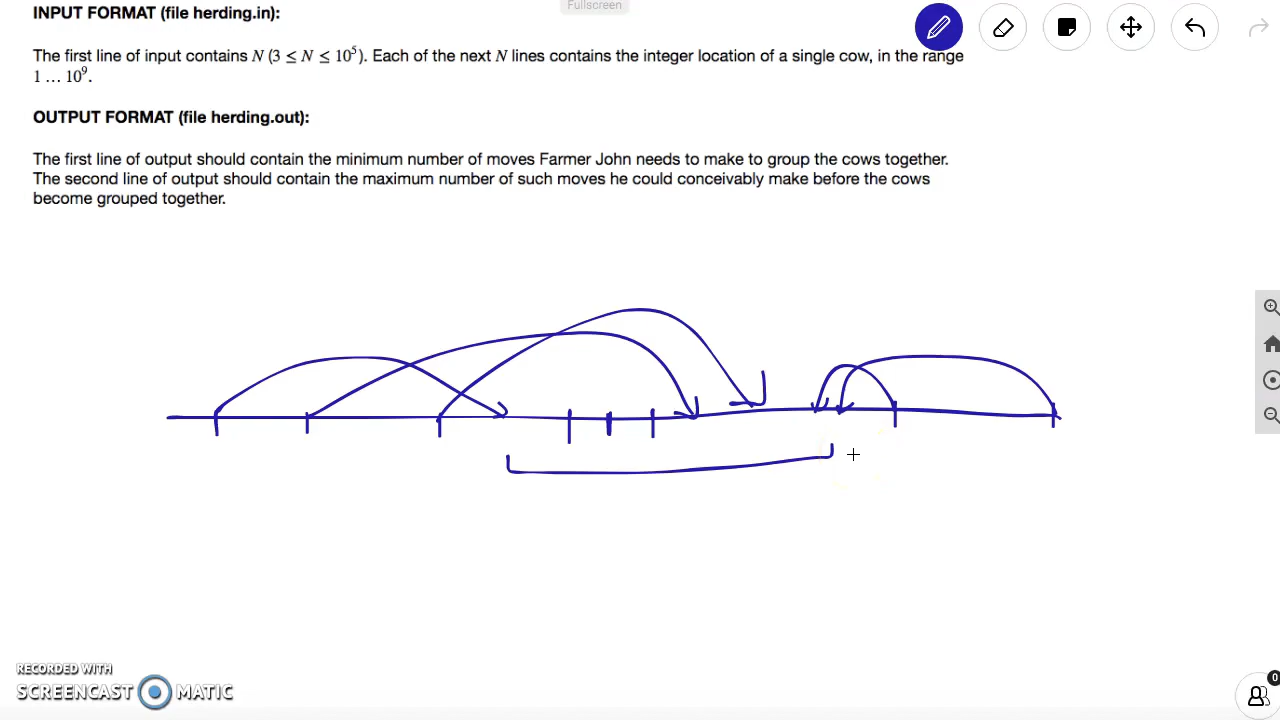 Fullscreen
INPUT FORMAT (file herding.in):
The first line of input contains N (3 ≤ N ≤ 10⁵). Each of the next N lines contains the integer location of a single cow, in the range
1 … 10⁹.
OUTPUT FORMAT (file herding.out):
The first line of output should contain the minimum number of moves Farmer John needs to make to group the cows together.
The second line of output should contain the maximum number of such moves he could conceivably make before the cows
become grouped together.
RECORDED WITH
SCREENCAST MATIC
0